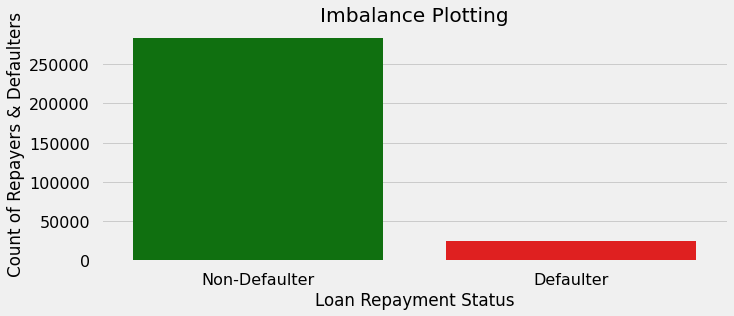 Imbalance Plotting
Count of Repayers & Defaulters
250000
200000
150000
100000
50000
0
Non-Defaulter
Defaulter
Loan Repayment Status